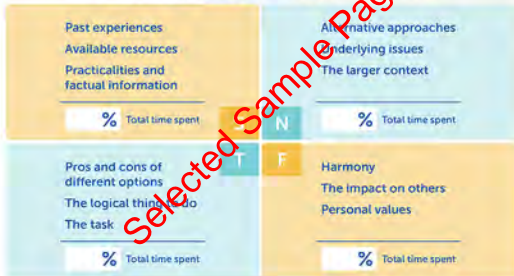 Past experiences
Available resources
Practicalities and
factual information
% Total time spent
Alternative approaches
Underlying issues
The larger context
% Total time spent
N
T
F
Pros and cons of
different options
The logical thing to do
The task
% Total time spent
Harmony
The impact on others
Personal values
% Total time spent
Selected Sample